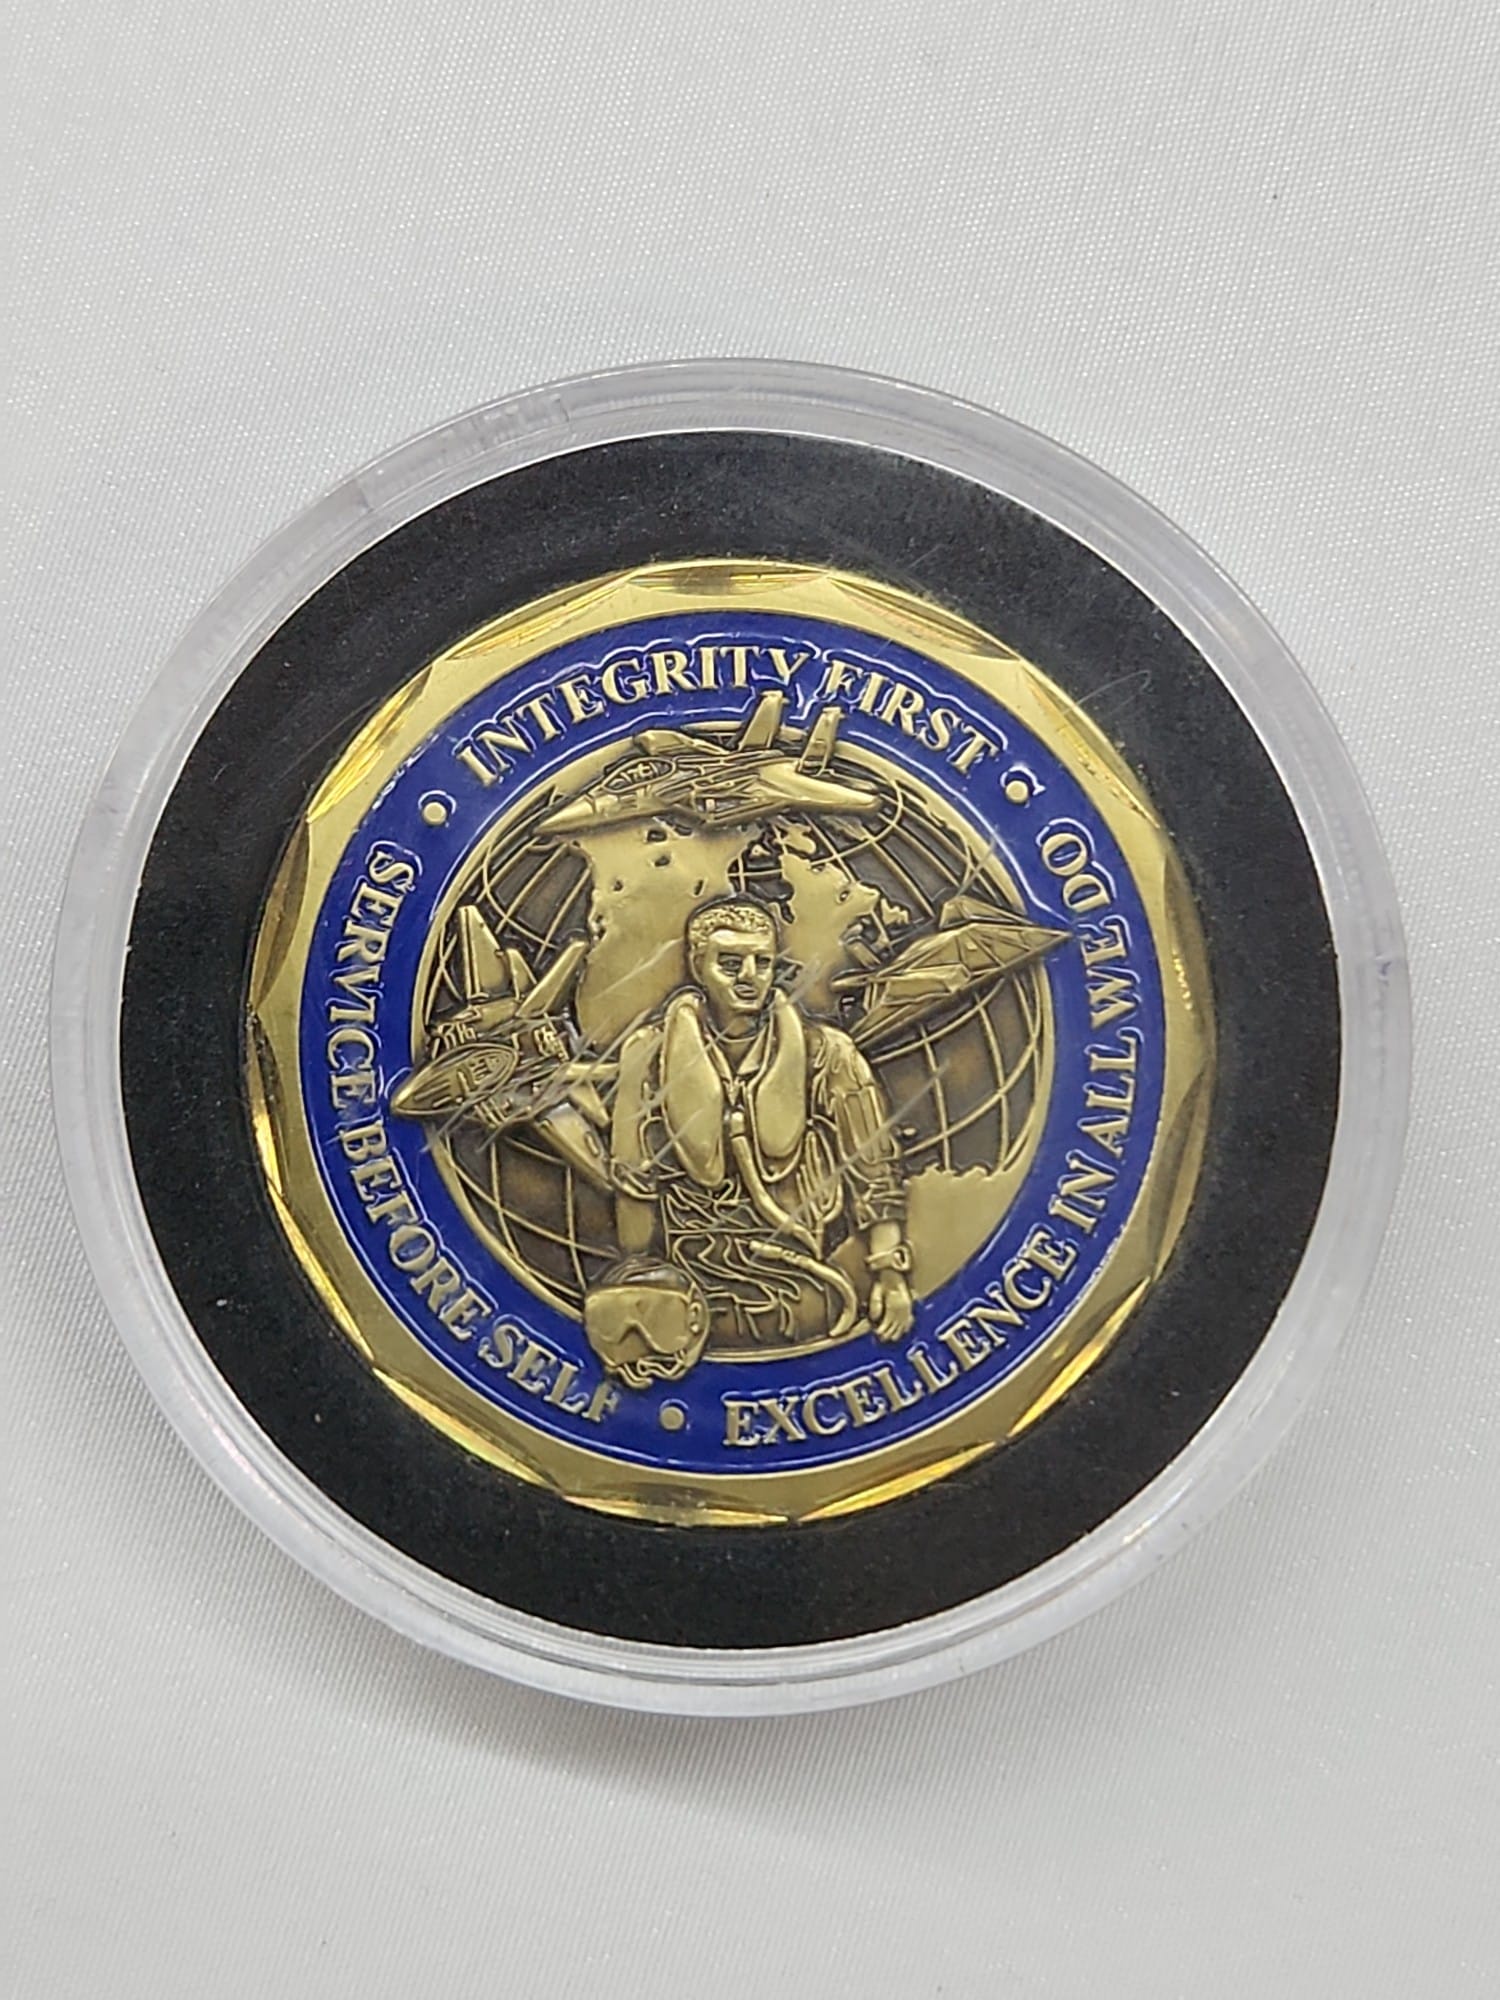 INTEGRITY FIRST
SERVICE BEFORE SELF
EXCELLENCE IN ALL WE DO